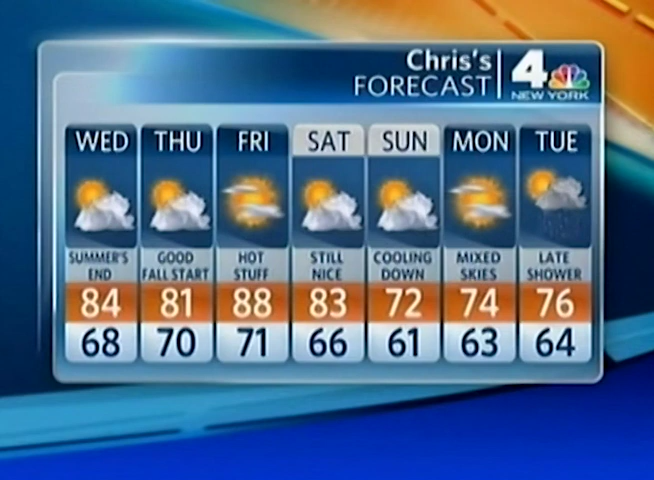 Chris's
FORECAST
4
NEW YORK
WED THU FRI SAT SUN MON TUE
SUMMER'S END GOOD FALL START HOT STUFF STILL NICE COOLING DOWN MIXED SKIES LATE SHOWER
84 81 88 83 72 74 76
68 70 71 66 61 63 64